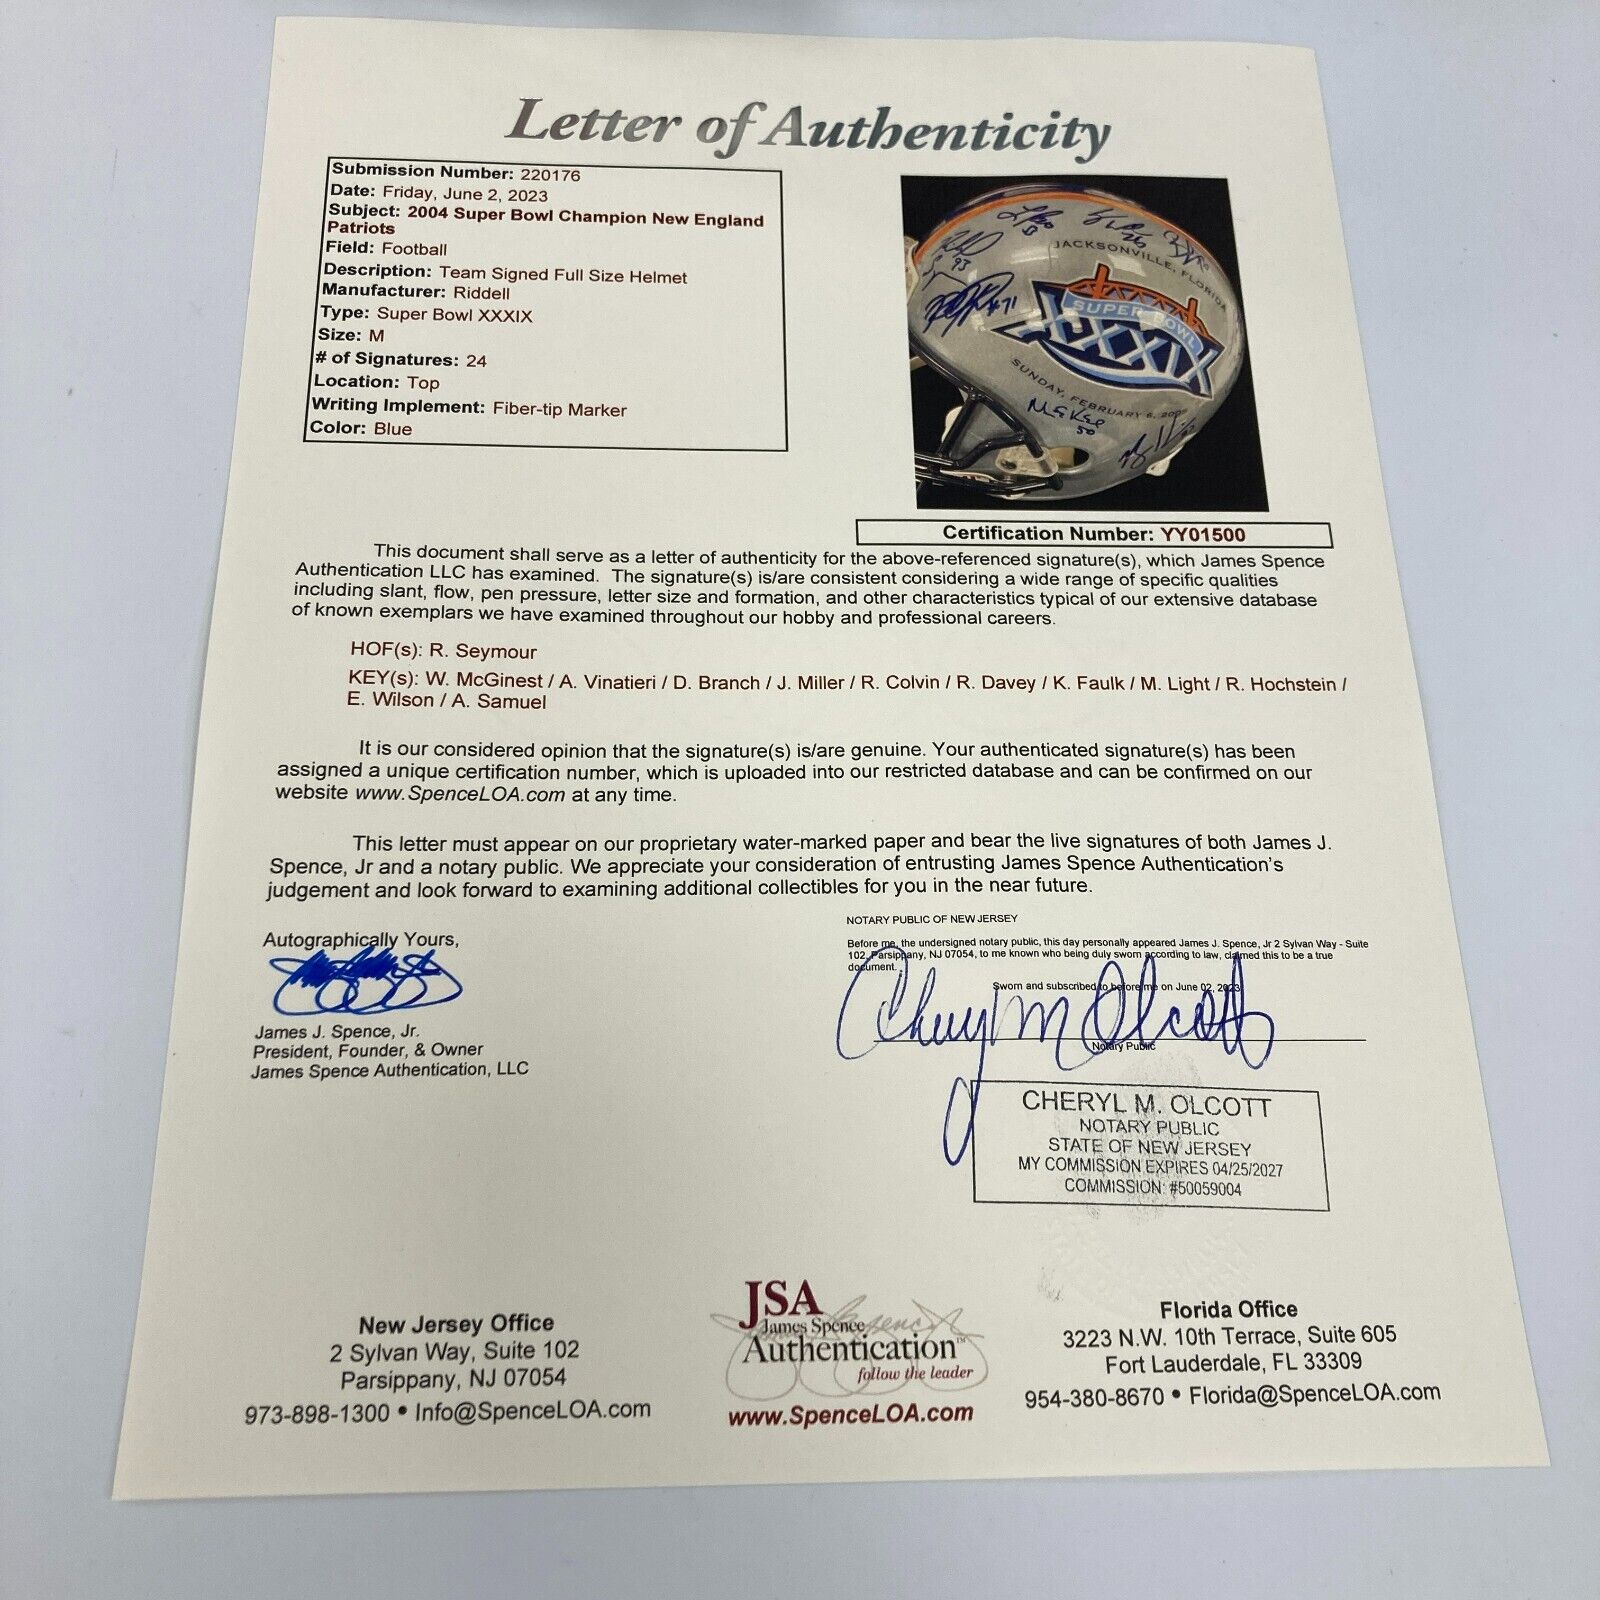 Letter of Authenticity
Submission Number: 220176
Date: Friday, June 2, 2023
Subject: 2004 Super Bowl Champion New England
Patriots
Field: Football
Description: Team Signed Full Size Helmet
Manufacturer: Riddell
Type: Super Bowl XXXIX
Size: M
# of Signatures: 24
Location: Top
Writing Implement: Fiber-tip Marker
Color: Blue
93
#71
JACKSONVILLE, FLORIDA
SUPER BOWL
XXXIX
SUNDAY, FEBRUARY 6, 2005
McKee
50
Certification Number: YY01500
This document shall serve as a letter of authenticity for the above-referenced signature(s), which James Spence
Authentication LLC has examined. The signature(s) is/are consistent considering a wide range of specific qualities
including slant, flow, pen pressure, letter size and formation, and other characteristics typical of our extensive database
of known exemplars we have examined throughout our hobby and professional careers.
HOF(s): R. Seymour
KEY(s): W. McGinest / A. Vinatieri / D. Branch / J. Miller / R. Colvin / R. Davey / K. Faulk / M. Light / R. Hochstein /
E. Wilson / A. Samuel
It is our considered opinion that the signature(s) is/are genuine. Your authenticated signature(s) has been
assigned a unique certification number, which is uploaded into our restricted database and can be confirmed on our
website www.SpenceLOA.com at any time.
This letter must appear on our proprietary water-marked paper and bear the live signatures of both James J.
Spence, Jr and a notary public. We appreciate your consideration of entrusting James Spence Authentication's
judgement and look forward to examining additional collectibles for you in the near future.
Autographically Yours,
James J. Spence, Jr.
President, Founder, & Owner
James Spence Authentication, LLC
NOTARY PUBLIC OF NEW JERSEY
Before me, the undersigned notary public, this day personally appeared James J. Spence, Jr 2 Sylvan Way - Suite
102, Parsippany, NJ 07054, to me known who being duly sworn according to law, claimed this to be a true
document.
Sworn and subscribed to before me on June 02, 2023
Cheryl M Olcott
Notary Public
CHERYL M. OLCOTT
NOTARY PUBLIC
STATE OF NEW JERSEY
MY COMMISSION EXPIRES 04/25/2027
COMMISSION: #50059004
New Jersey Office
2 Sylvan Way, Suite 102
Parsippany, NJ 07054
973-898-1300 • Info@SpenceLOA.com
JSA
James Spence
Authentication™
follow the leader
www.SpenceLOA.com
Florida Office
3223 N.W. 10th Terrace, Suite 605
Fort Lauderdale, FL 33309
954-380-8670 • Florida@SpenceLOA.com